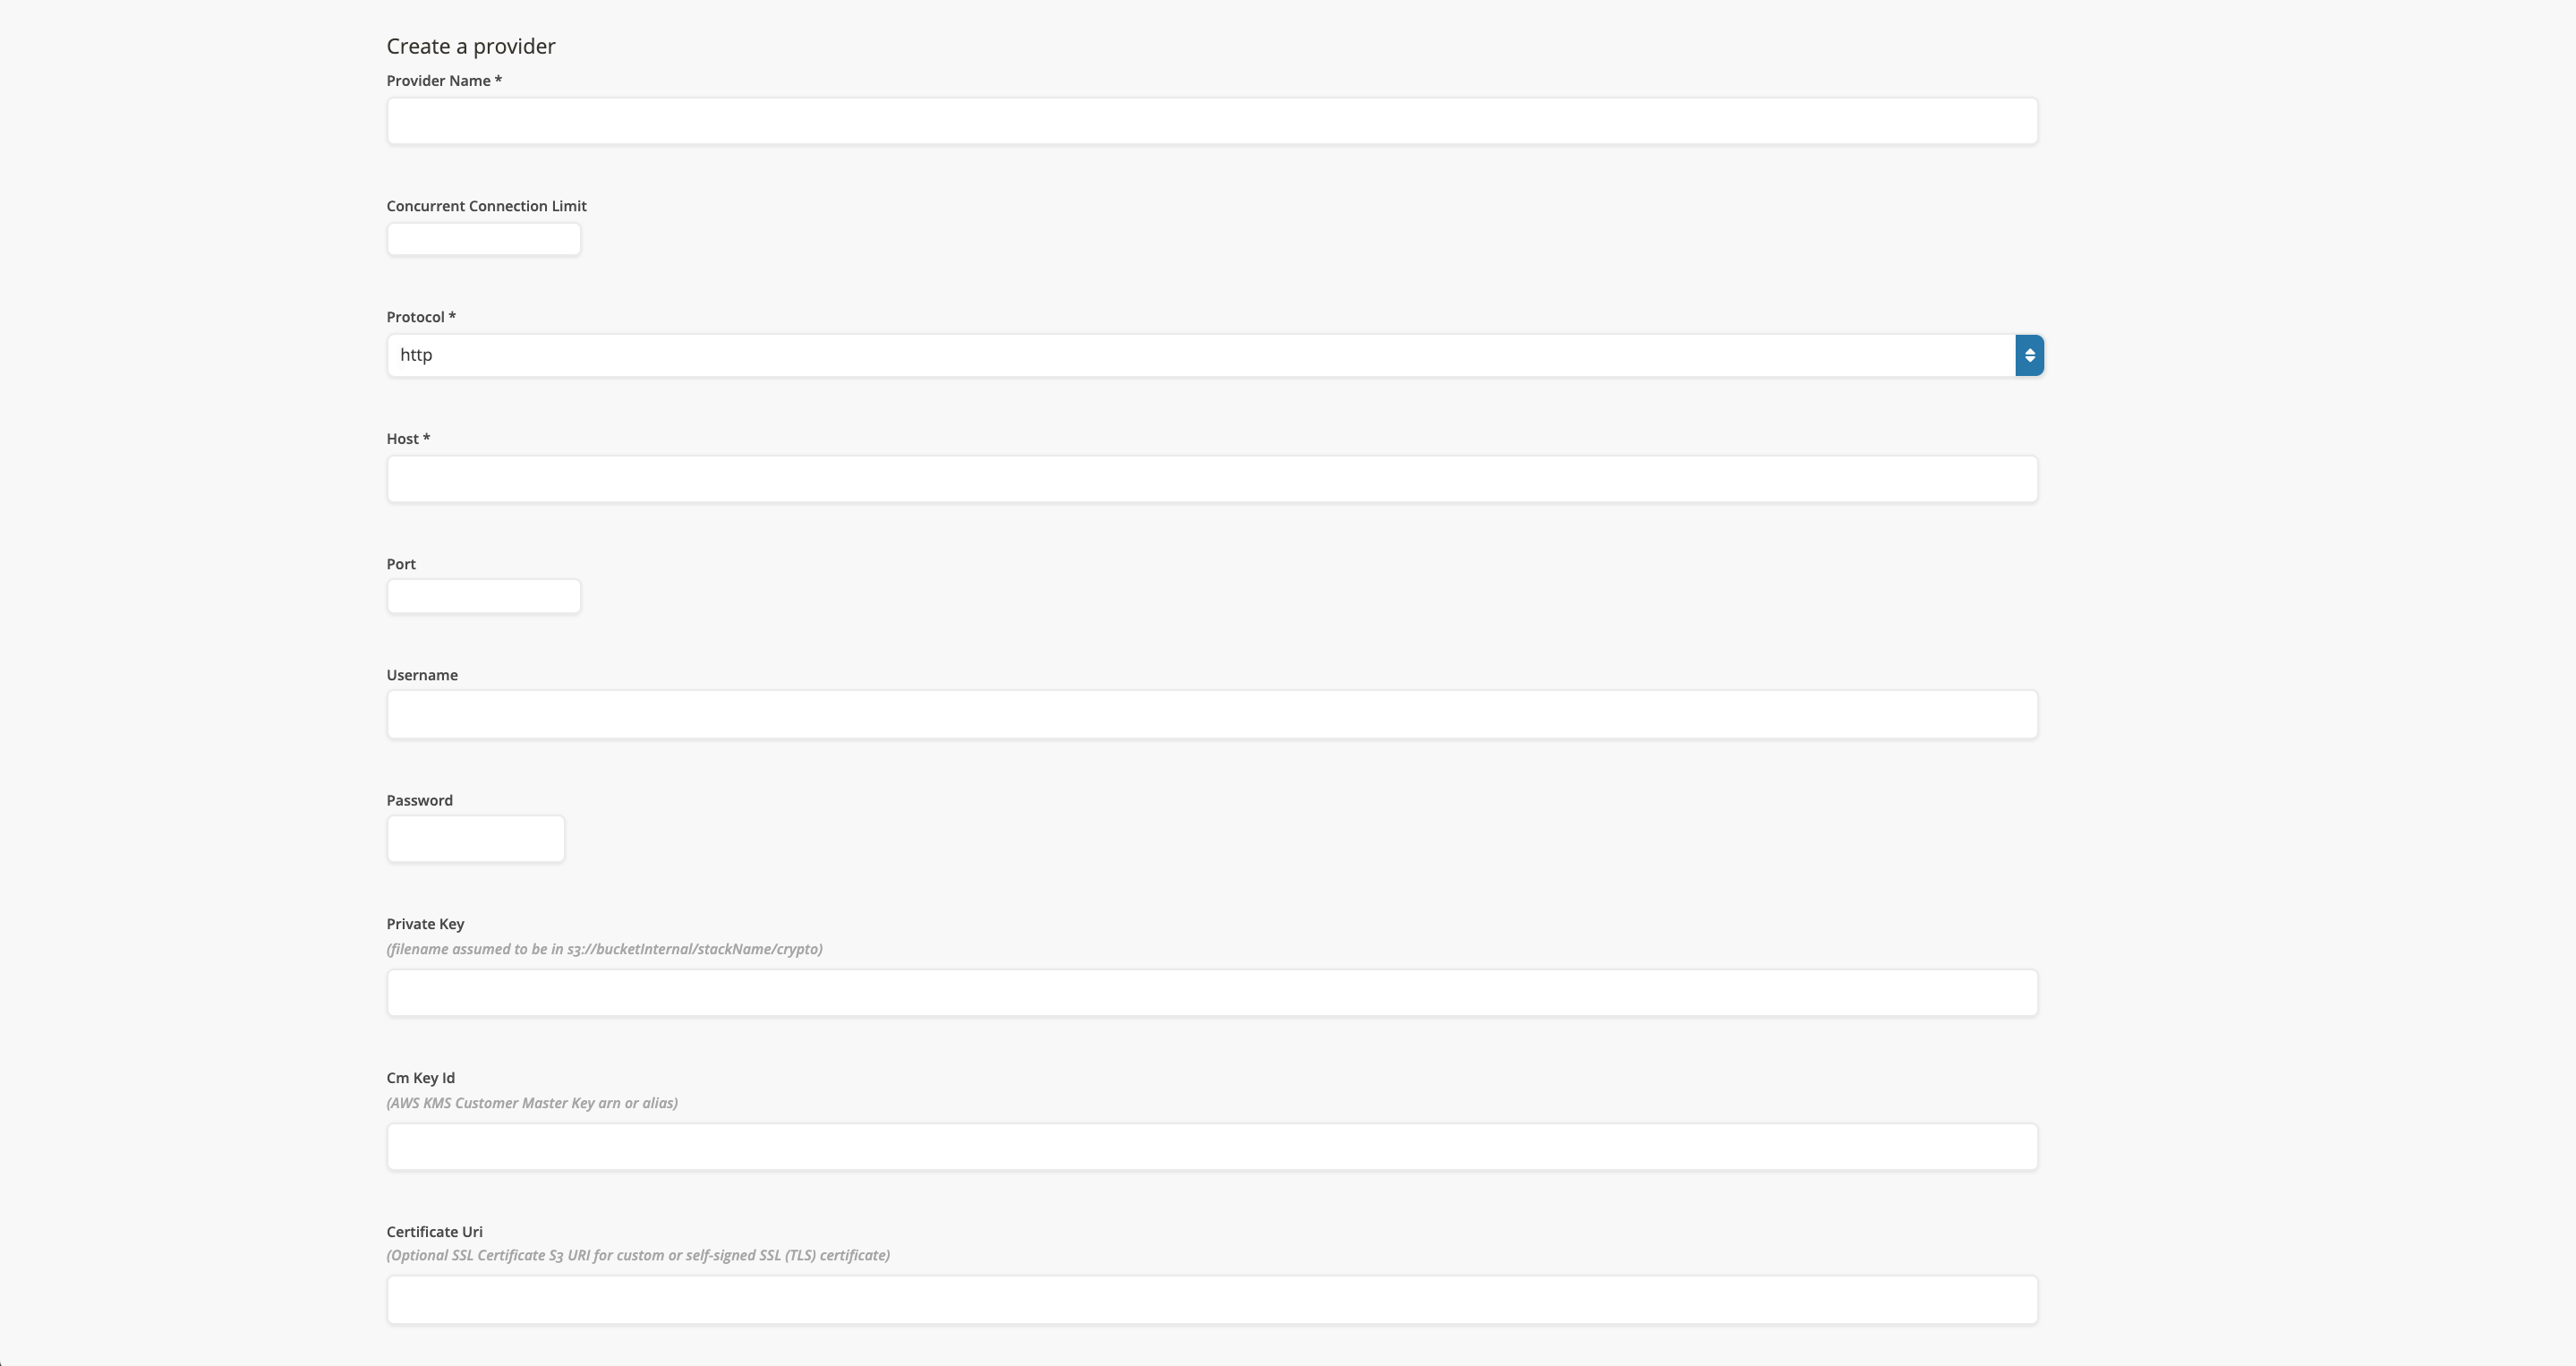 Create a provider
Provider Name *
Concurrent Connection Limit
Protocol *
http
Host *
Port
Username
Password
Private Key
(filename assumed to be in s3://bucketInternal/stackName/crypto)
Cm Key Id
(AWS KMS Customer Master Key arn or alias)
Certificate Uri
(Optional SSL Certificate S3 URI for custom or self-signed SSL (TLS) certificate)